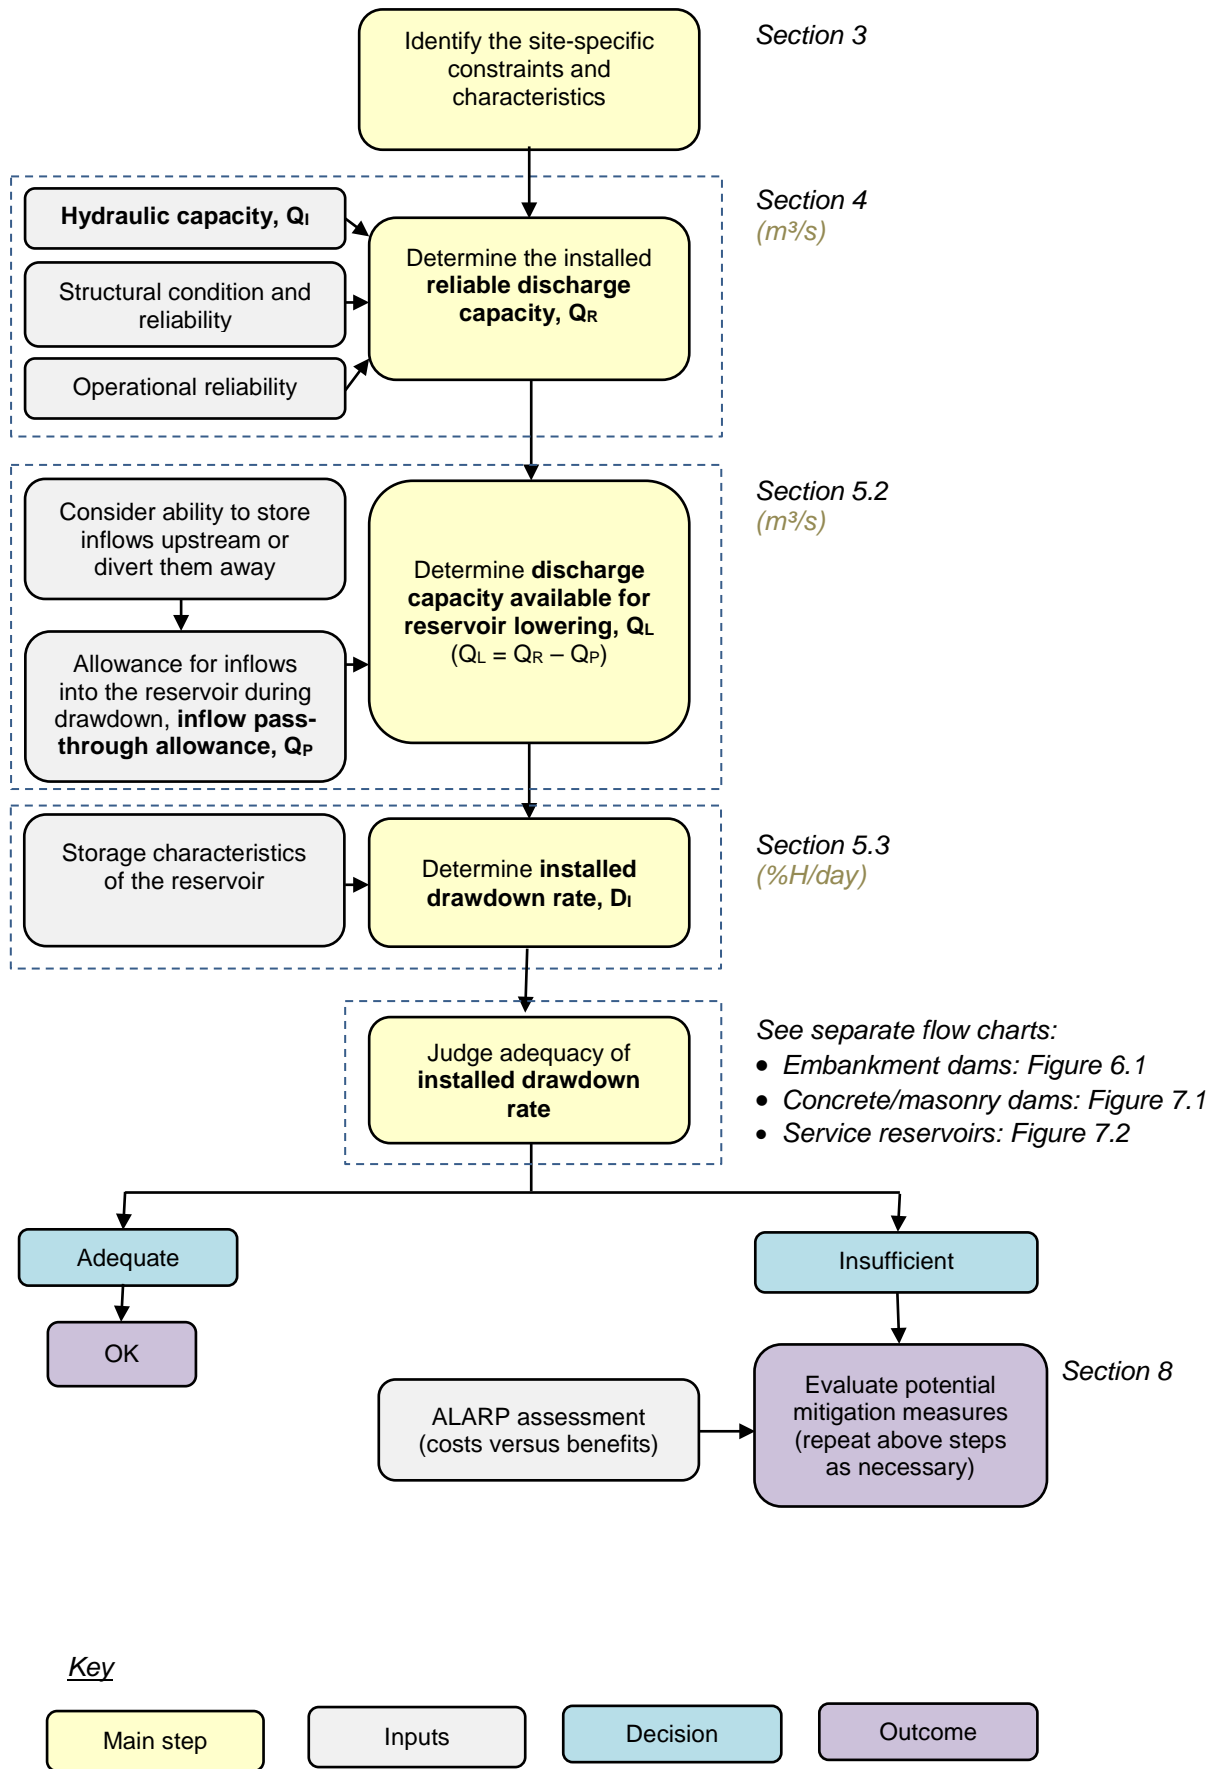 Identify the site-specific
constraints and
characteristics
Section 3
Hydraulic capacity, QI
Structural condition and
reliability
Operational reliability
Determine the installed
reliable discharge
capacity, QR
Section 4
(m³/s)
Consider ability to store
inflows upstream or
divert them away
Allowance for inflows
into the reservoir during
drawdown, inflow pass-
through allowance, QP
Determine discharge
capacity available for
reservoir lowering, QL
(QL = QR – QP)
Section 5.2
(m³/s)
Storage characteristics
of the reservoir
Determine installed
drawdown rate, DI
Section 5.3
(%H/day)
Judge adequacy of
installed drawdown
rate
See separate flow charts:
• Embankment dams: Figure 6.1
• Concrete/masonry dams: Figure 7.1
• Service reservoirs: Figure 7.2
Adequate
Insufficient
OK
ALARP assessment
(costs versus benefits)
Evaluate potential
mitigation measures
(repeat above steps
as necessary)
Section 8
Key
Main step
Inputs
Decision
Outcome